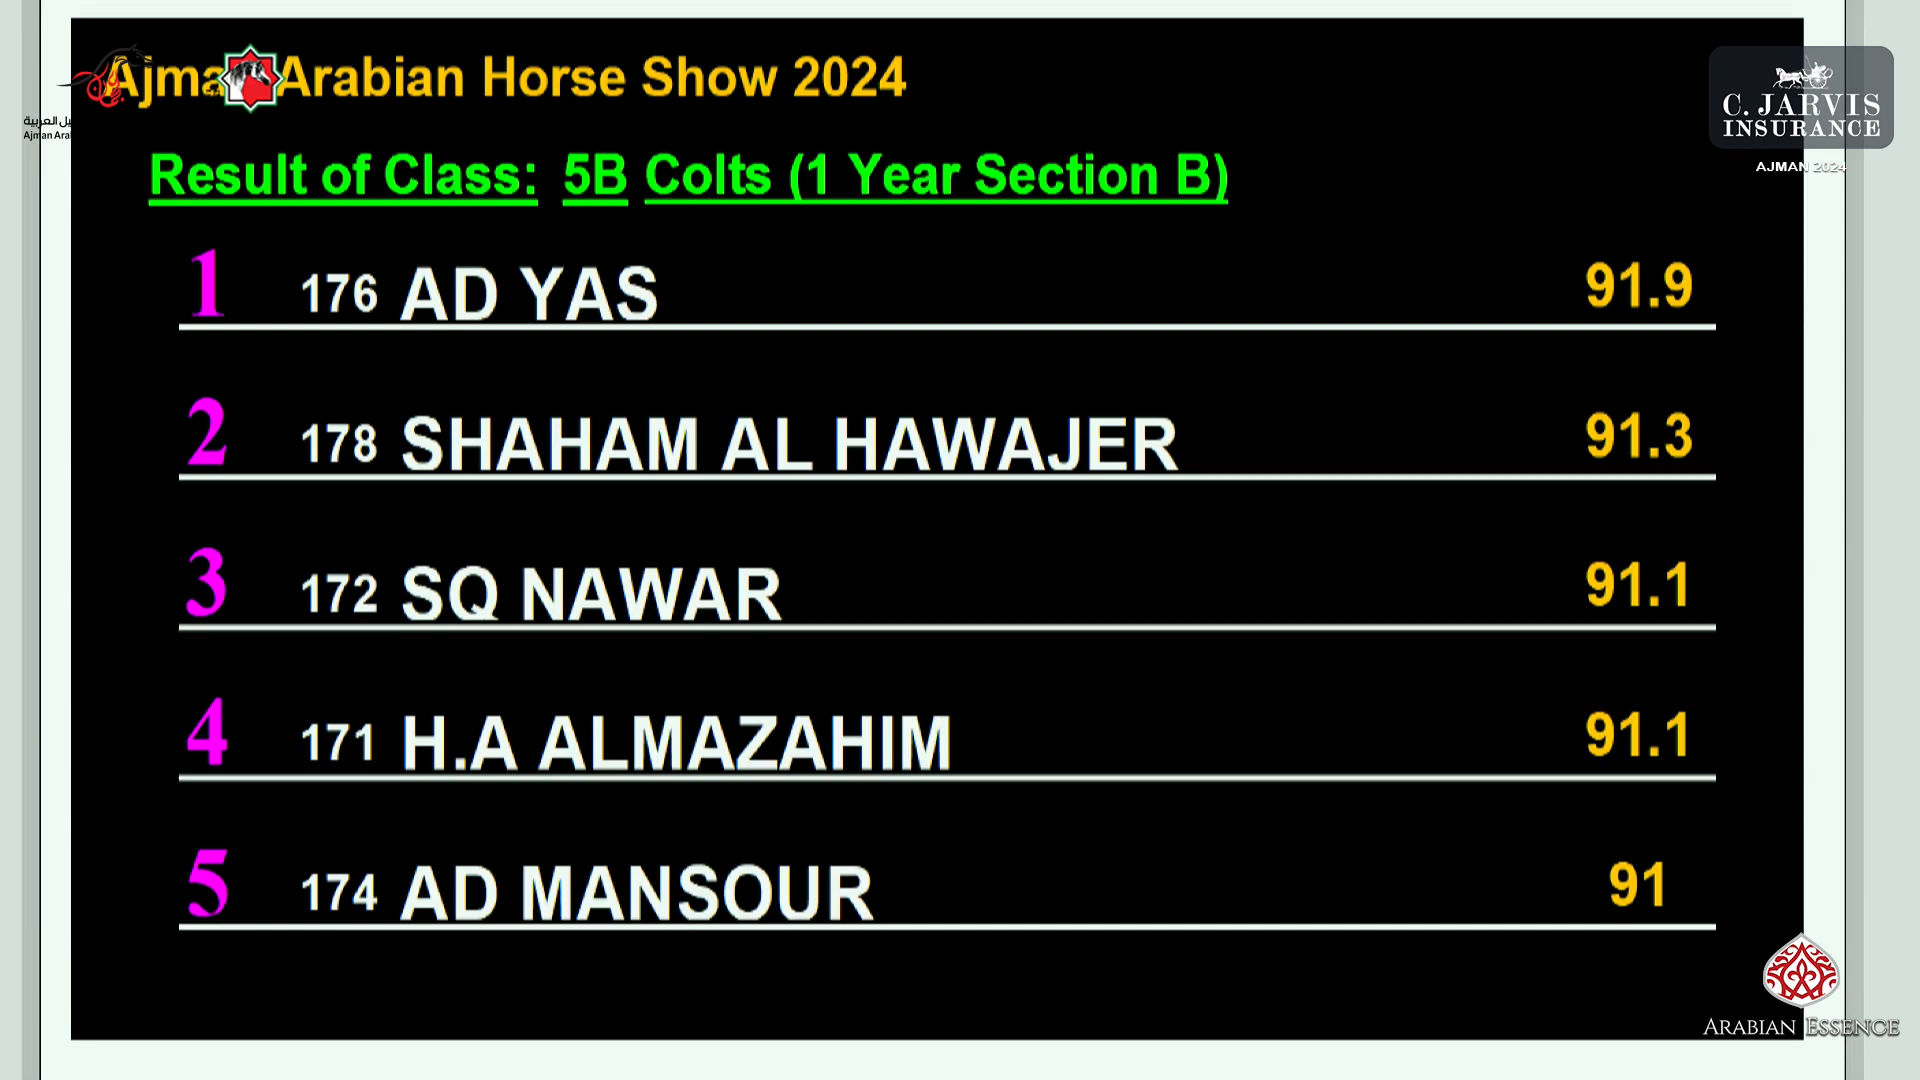 Ajma Arabian Horse Show 2024
C. JARVIS
INSURANCE
AJMAN 2024
Ajman Ara
Result of Class: 5B Colts (1 Year Section B)
1 176 AD YAS 91.9
2 178 SHAHAM AL HAWAJER 91.3
3 172 SQ NAWAR 91.1
4 171 H.A ALMAZAHIM 91.1
5 174 AD MANSOUR 91
ARABIAN ESSENCE